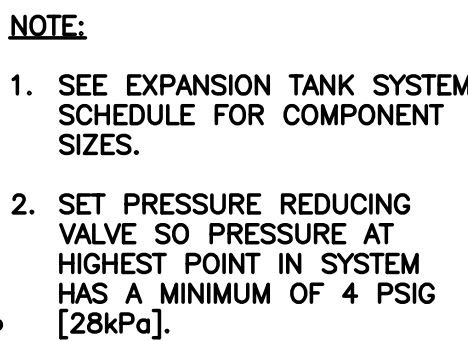 NOTE:
1. SEE EXPANSION TANK SYSTEM
SCHEDULE FOR COMPONENT
SIZES.
2. SET PRESSURE REDUCING
VALVE SO PRESSURE AT
HIGHEST POINT IN SYSTEM
HAS A MINIMUM OF 4 PSIG
[28kPa].